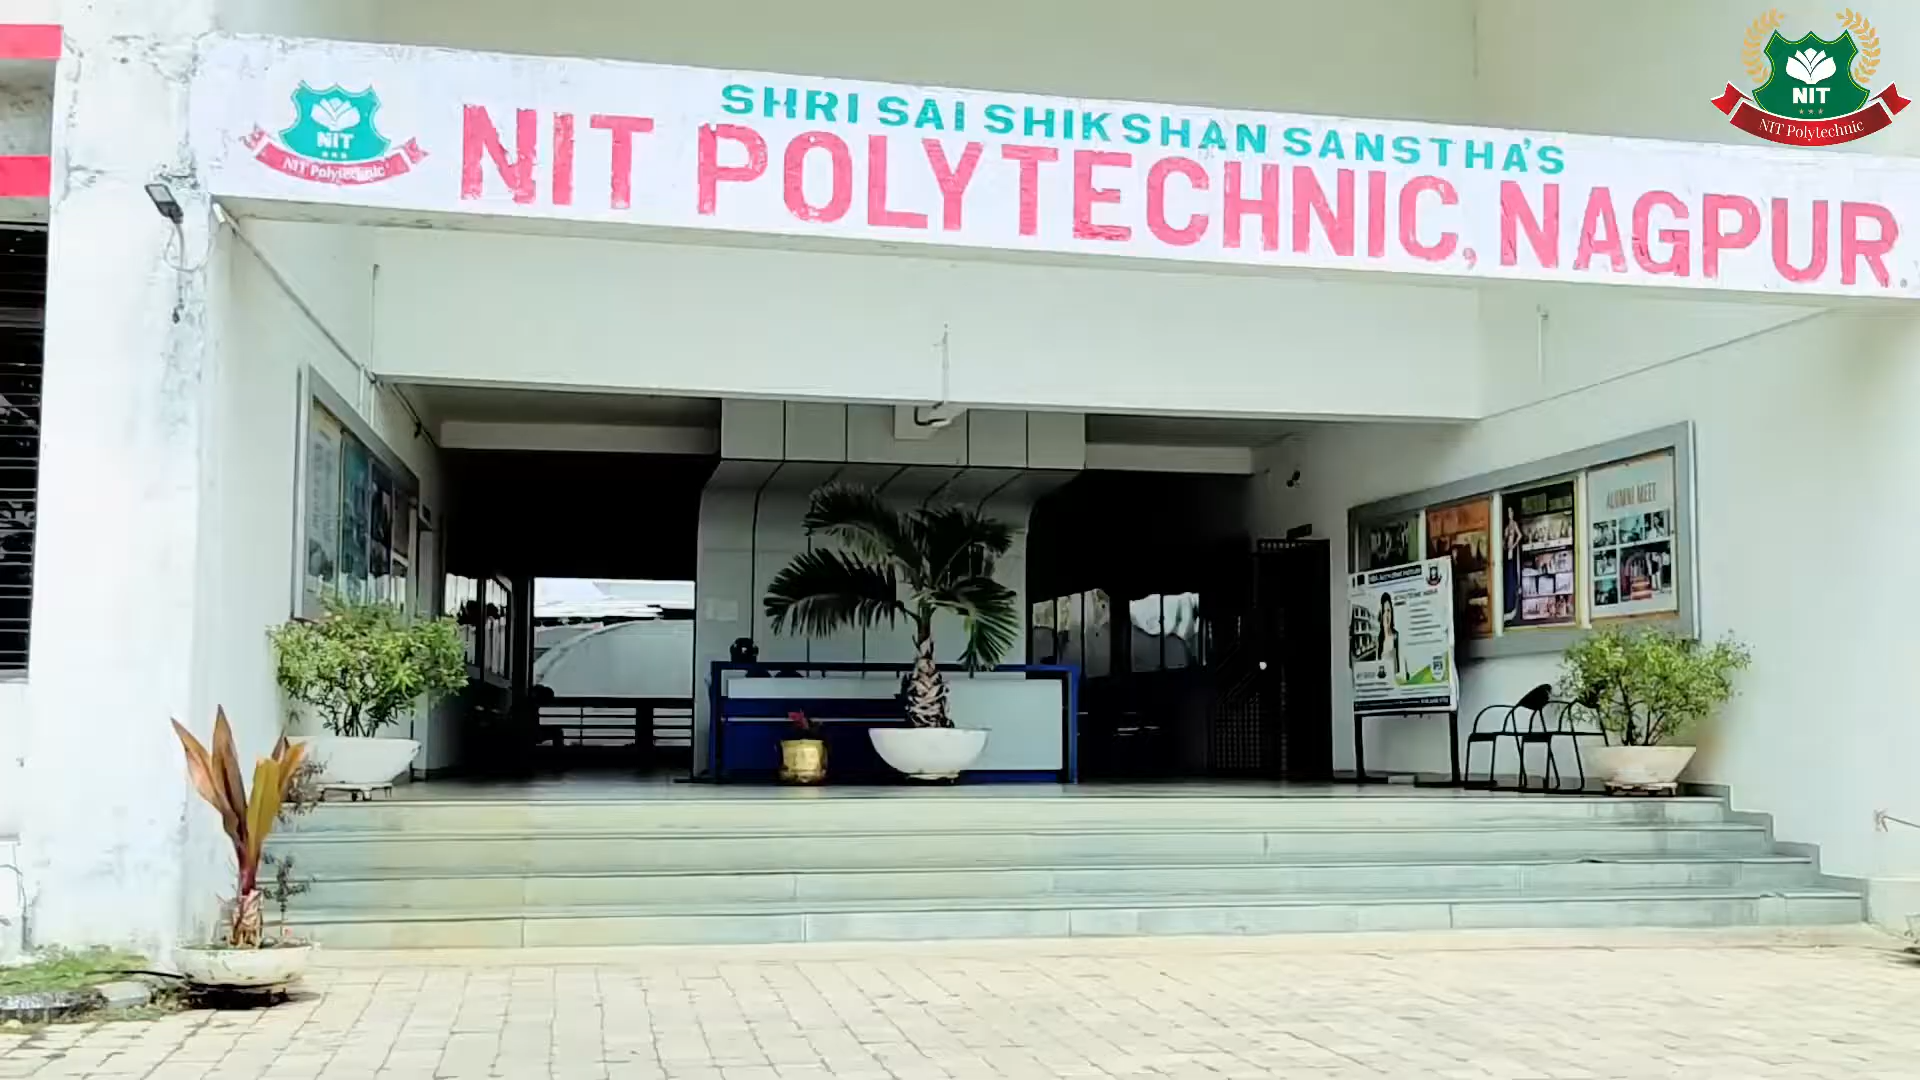 SHRI SAI SHIKSHAN SANSTHA'S
NIT POLYTECHNIC, NAGPUR.
NIT
NIT Polytechnic
NIT
NIT Polytechnic
ALUMNI MEET